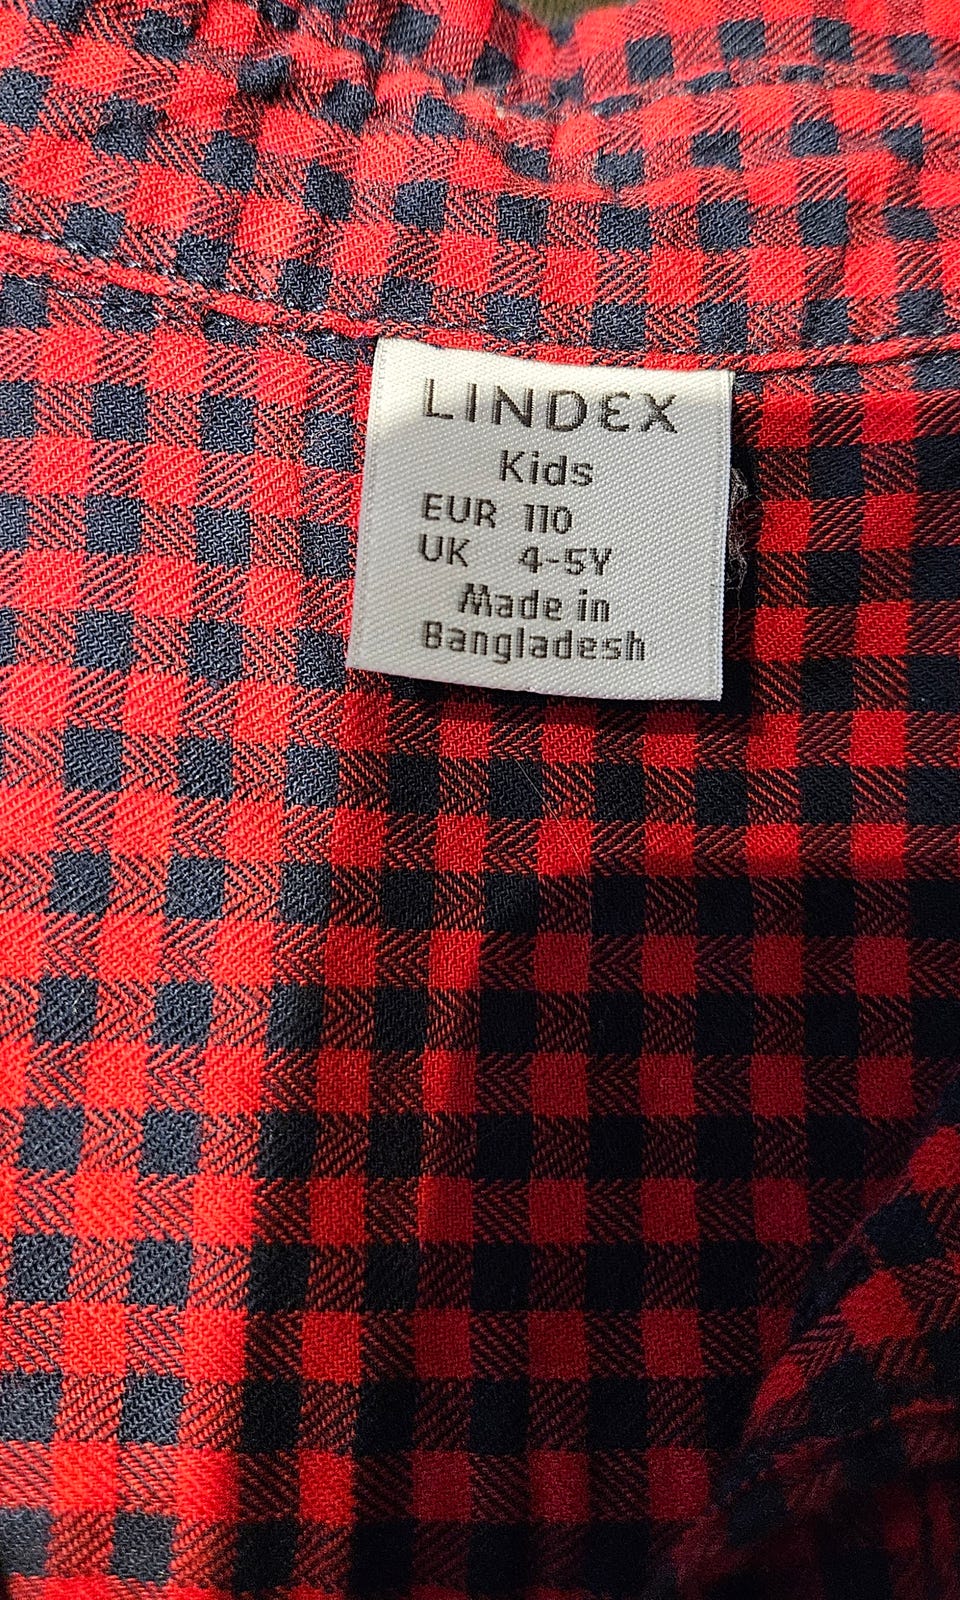 LINDEX
Kids
EUR 110
UK 4-5Y
Made in
Bangladesh